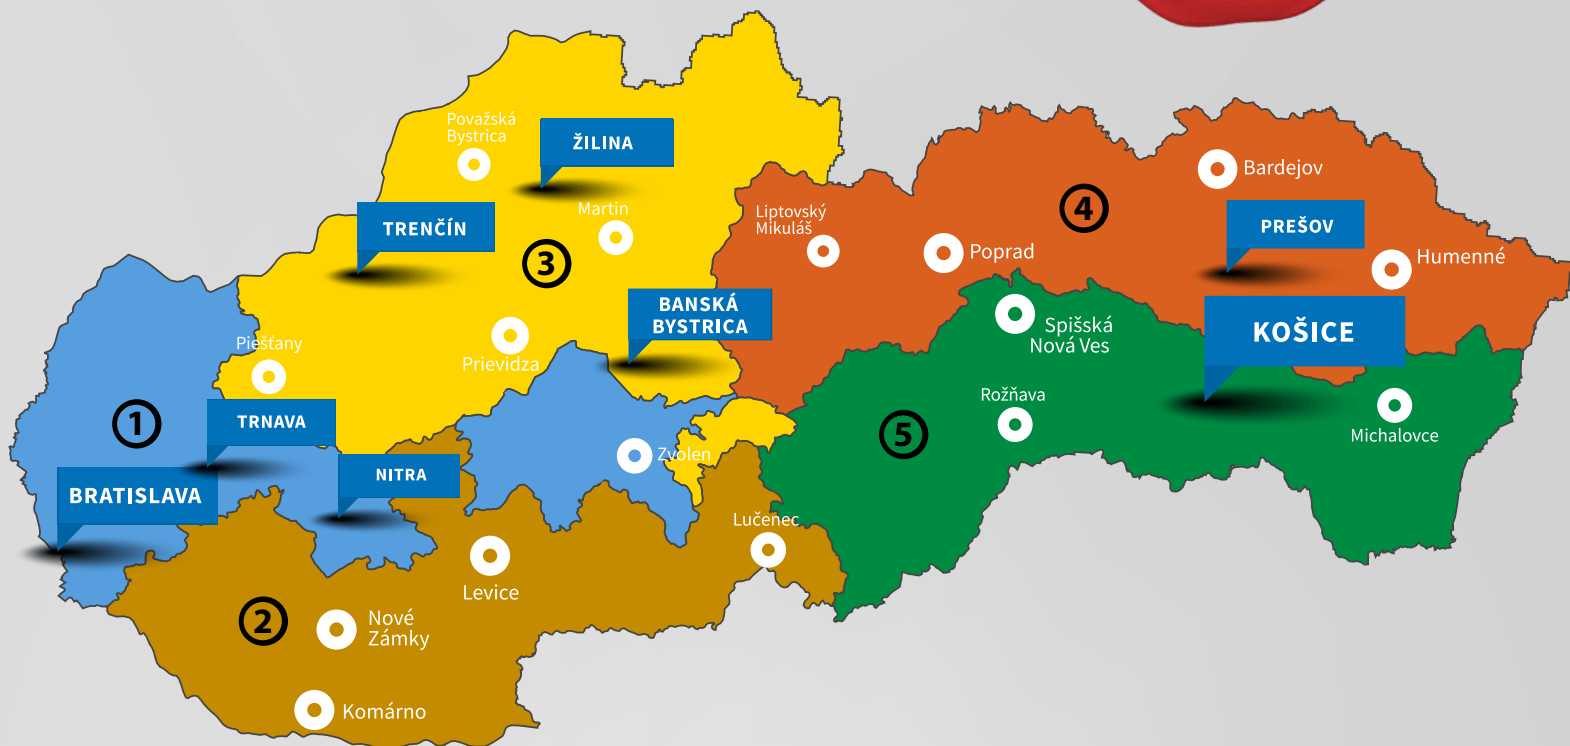 Považská
Bystrica
ŽILINA
Martin
TRENČÍN
3
Liptovský
Mikuláš
Poprad
4
Bardejov
PREŠOV
Humenné
BANSKÁ
BYSTRICA
Spišská
Nová Ves
KOŠICE
Piešťany
Prievidza
Rožňava
Michalovce
1
TRNAVA
5
Zvolen
NITRA
BRATISLAVA
Lučenec
Levice
2
Nové
Zámky
Komárno